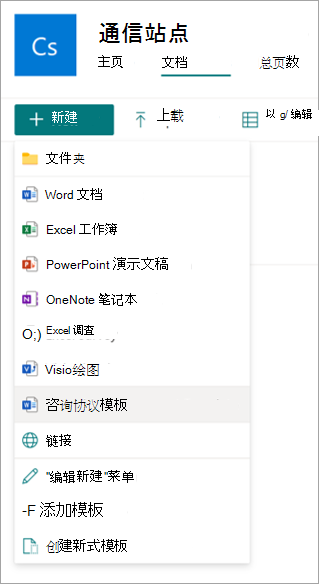 Cs
通信站点
主页 文档 总页数
新建 上载 以 g/ 编辑
文件夹
Word 文档
Excel 工作簿
PowerPoint 演示文稿
OneNote 笔记本
O;) Excel 调查
Visio绘图
咨询协议模板
链接
"编辑新建"菜单
-F 添加模板
创建新式模板